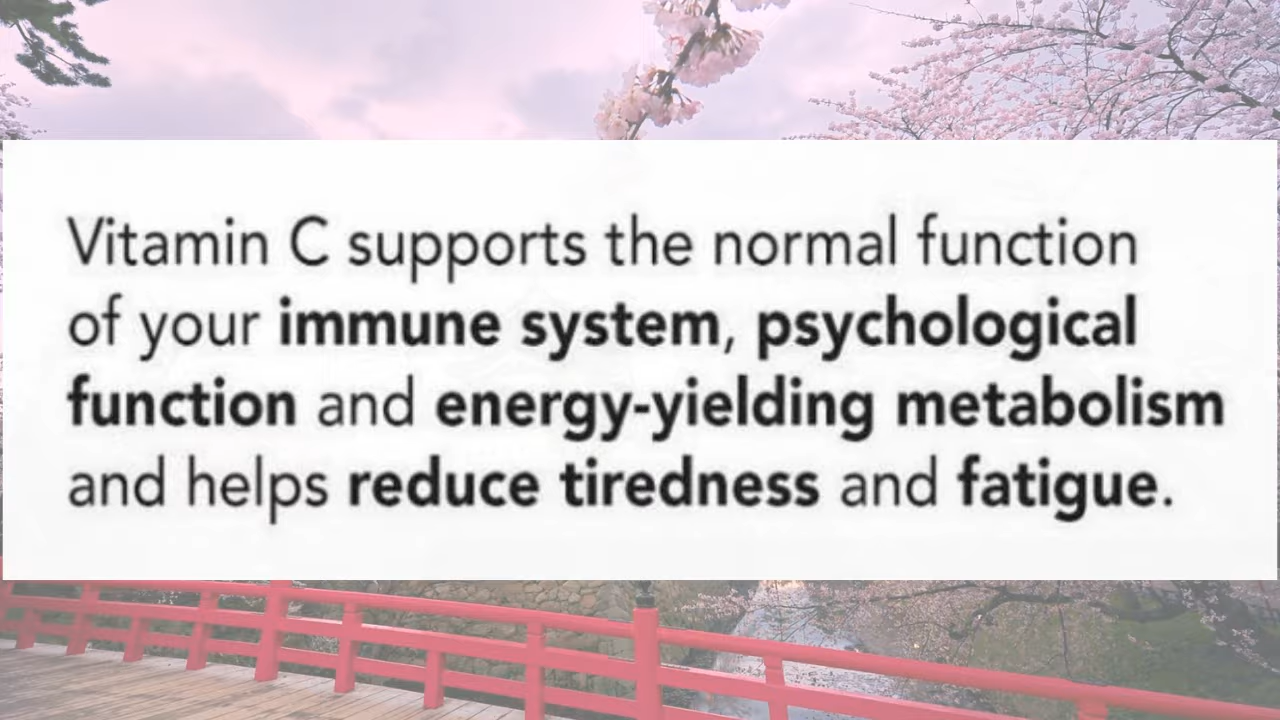 Vitamin C supports the normal function
of your immune system, psychological
function and energy-yielding metabolism
and helps reduce tiredness and fatigue.